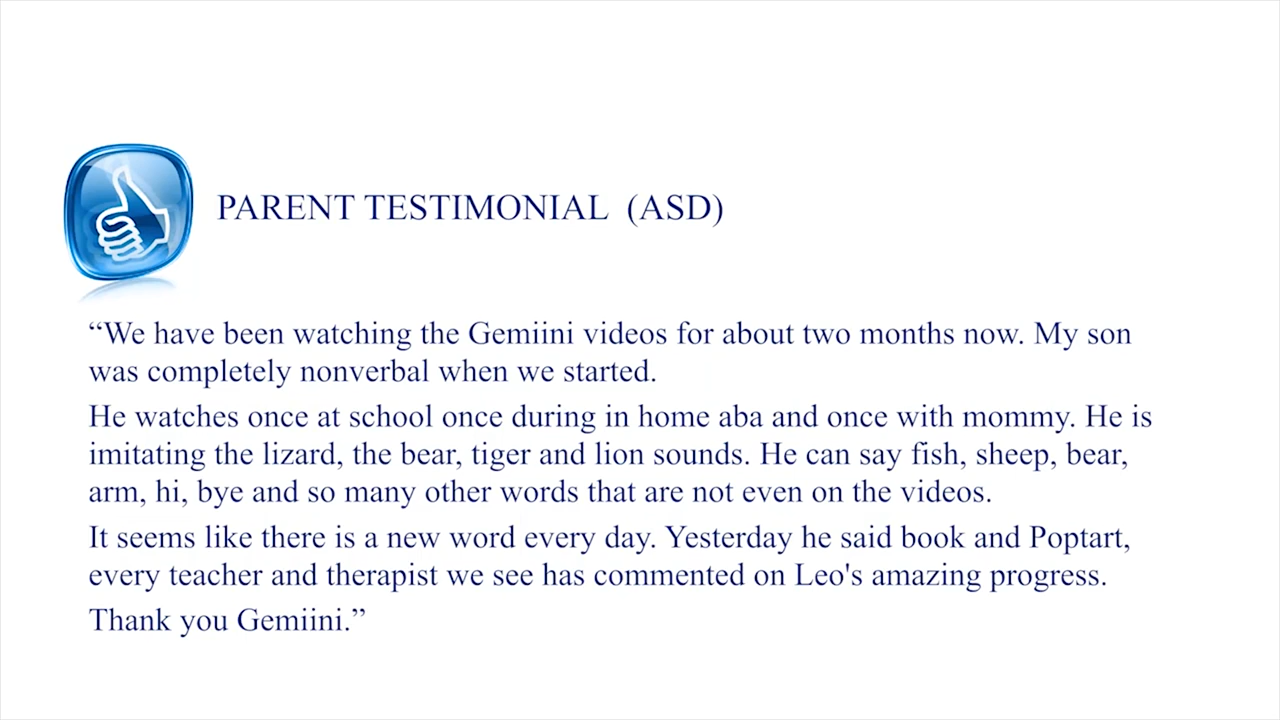 PARENT TESTIMONIAL (ASD)
“We have been watching the Gemiini videos for about two months now. My son
was completely nonverbal when we started.
He watches once at school once during in home aba and once with mommy. He is
imitating the lizard, the bear, tiger and lion sounds. He can say fish, sheep, bear,
arm, hi, bye and so many other words that are not even on the videos.
It seems like there is a new word every day. Yesterday he said book and Poptart,
every teacher and therapist we see has commented on Leo's amazing progress.
Thank you Gemiini.”